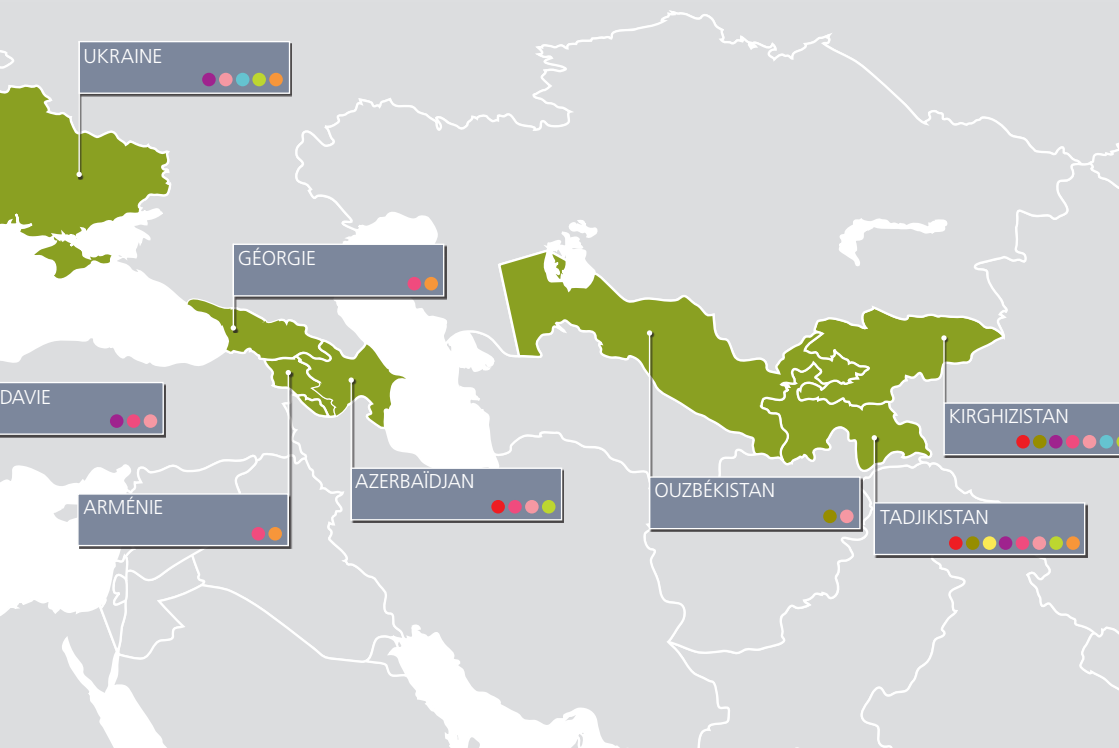 UKRAINE
GÉORGIE
DAVIE
KIRGHIZISTAN
AZERBAÏDJAN
OUZBÉKISTAN
ARMÉNIE
TADJIKISTAN